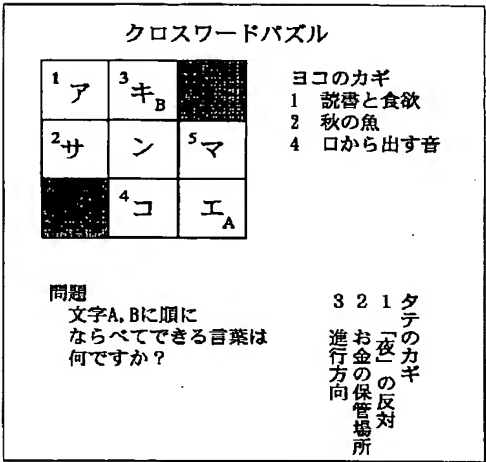 クロスワードパズル
1ア 3キB
2サ ン 5マ
4コ エA
ヨコのカギ
1 説書と食欲
2 秋の魚
4 口から出す音
問題
文字A,Bに順に
ならべてできる言葉は
何ですか？
タテのカギ
1 「夜」の反対
2 お金の保管場所
3 進行方向